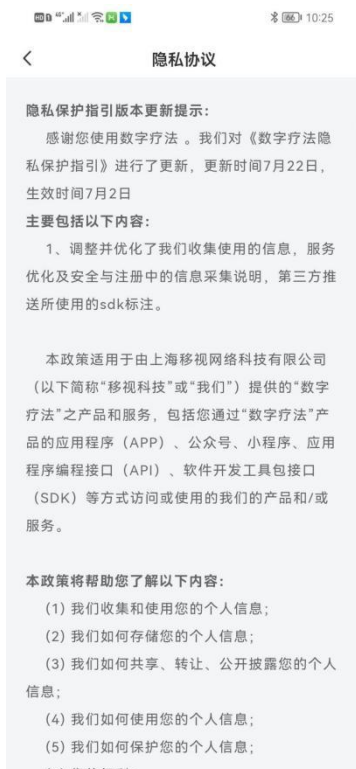 10:25
隐私协议
隐私保护指引版本更新提示：
感谢您使用数字疗法 。我们对《数字疗法隐
私保护指引》进行了更新，更新时间7月22日，
生效时间7月2日
主要包括以下内容：
1、调整并优化了我们收集使用的信息，服务
优化及安全与注册中的信息采集说明，第三方推
送所使用的sdk标注。
本政策适用于由上海移视网络科技有限公司
（以下简称“移视科技”或“我们”）提供的“数字
疗法”之产品和服务，包括您通过“数字疗法”产
品的应用程序（APP）、公众号、小程序、应用
程序编程接口（API）、软件开发工具包接口
（SDK）等方式访问或使用的我们的产品和/或
服务。
本政策将帮助您了解以下内容：
(1) 我们收集和使用您的个人信息；
(2) 我们如何存储您的个人信息；
(3) 我们如何共享、转让、公开披露您的个人
信息；
(4) 我们如何使用您的个人信息；
(5) 我们如何保护您的个人信息；